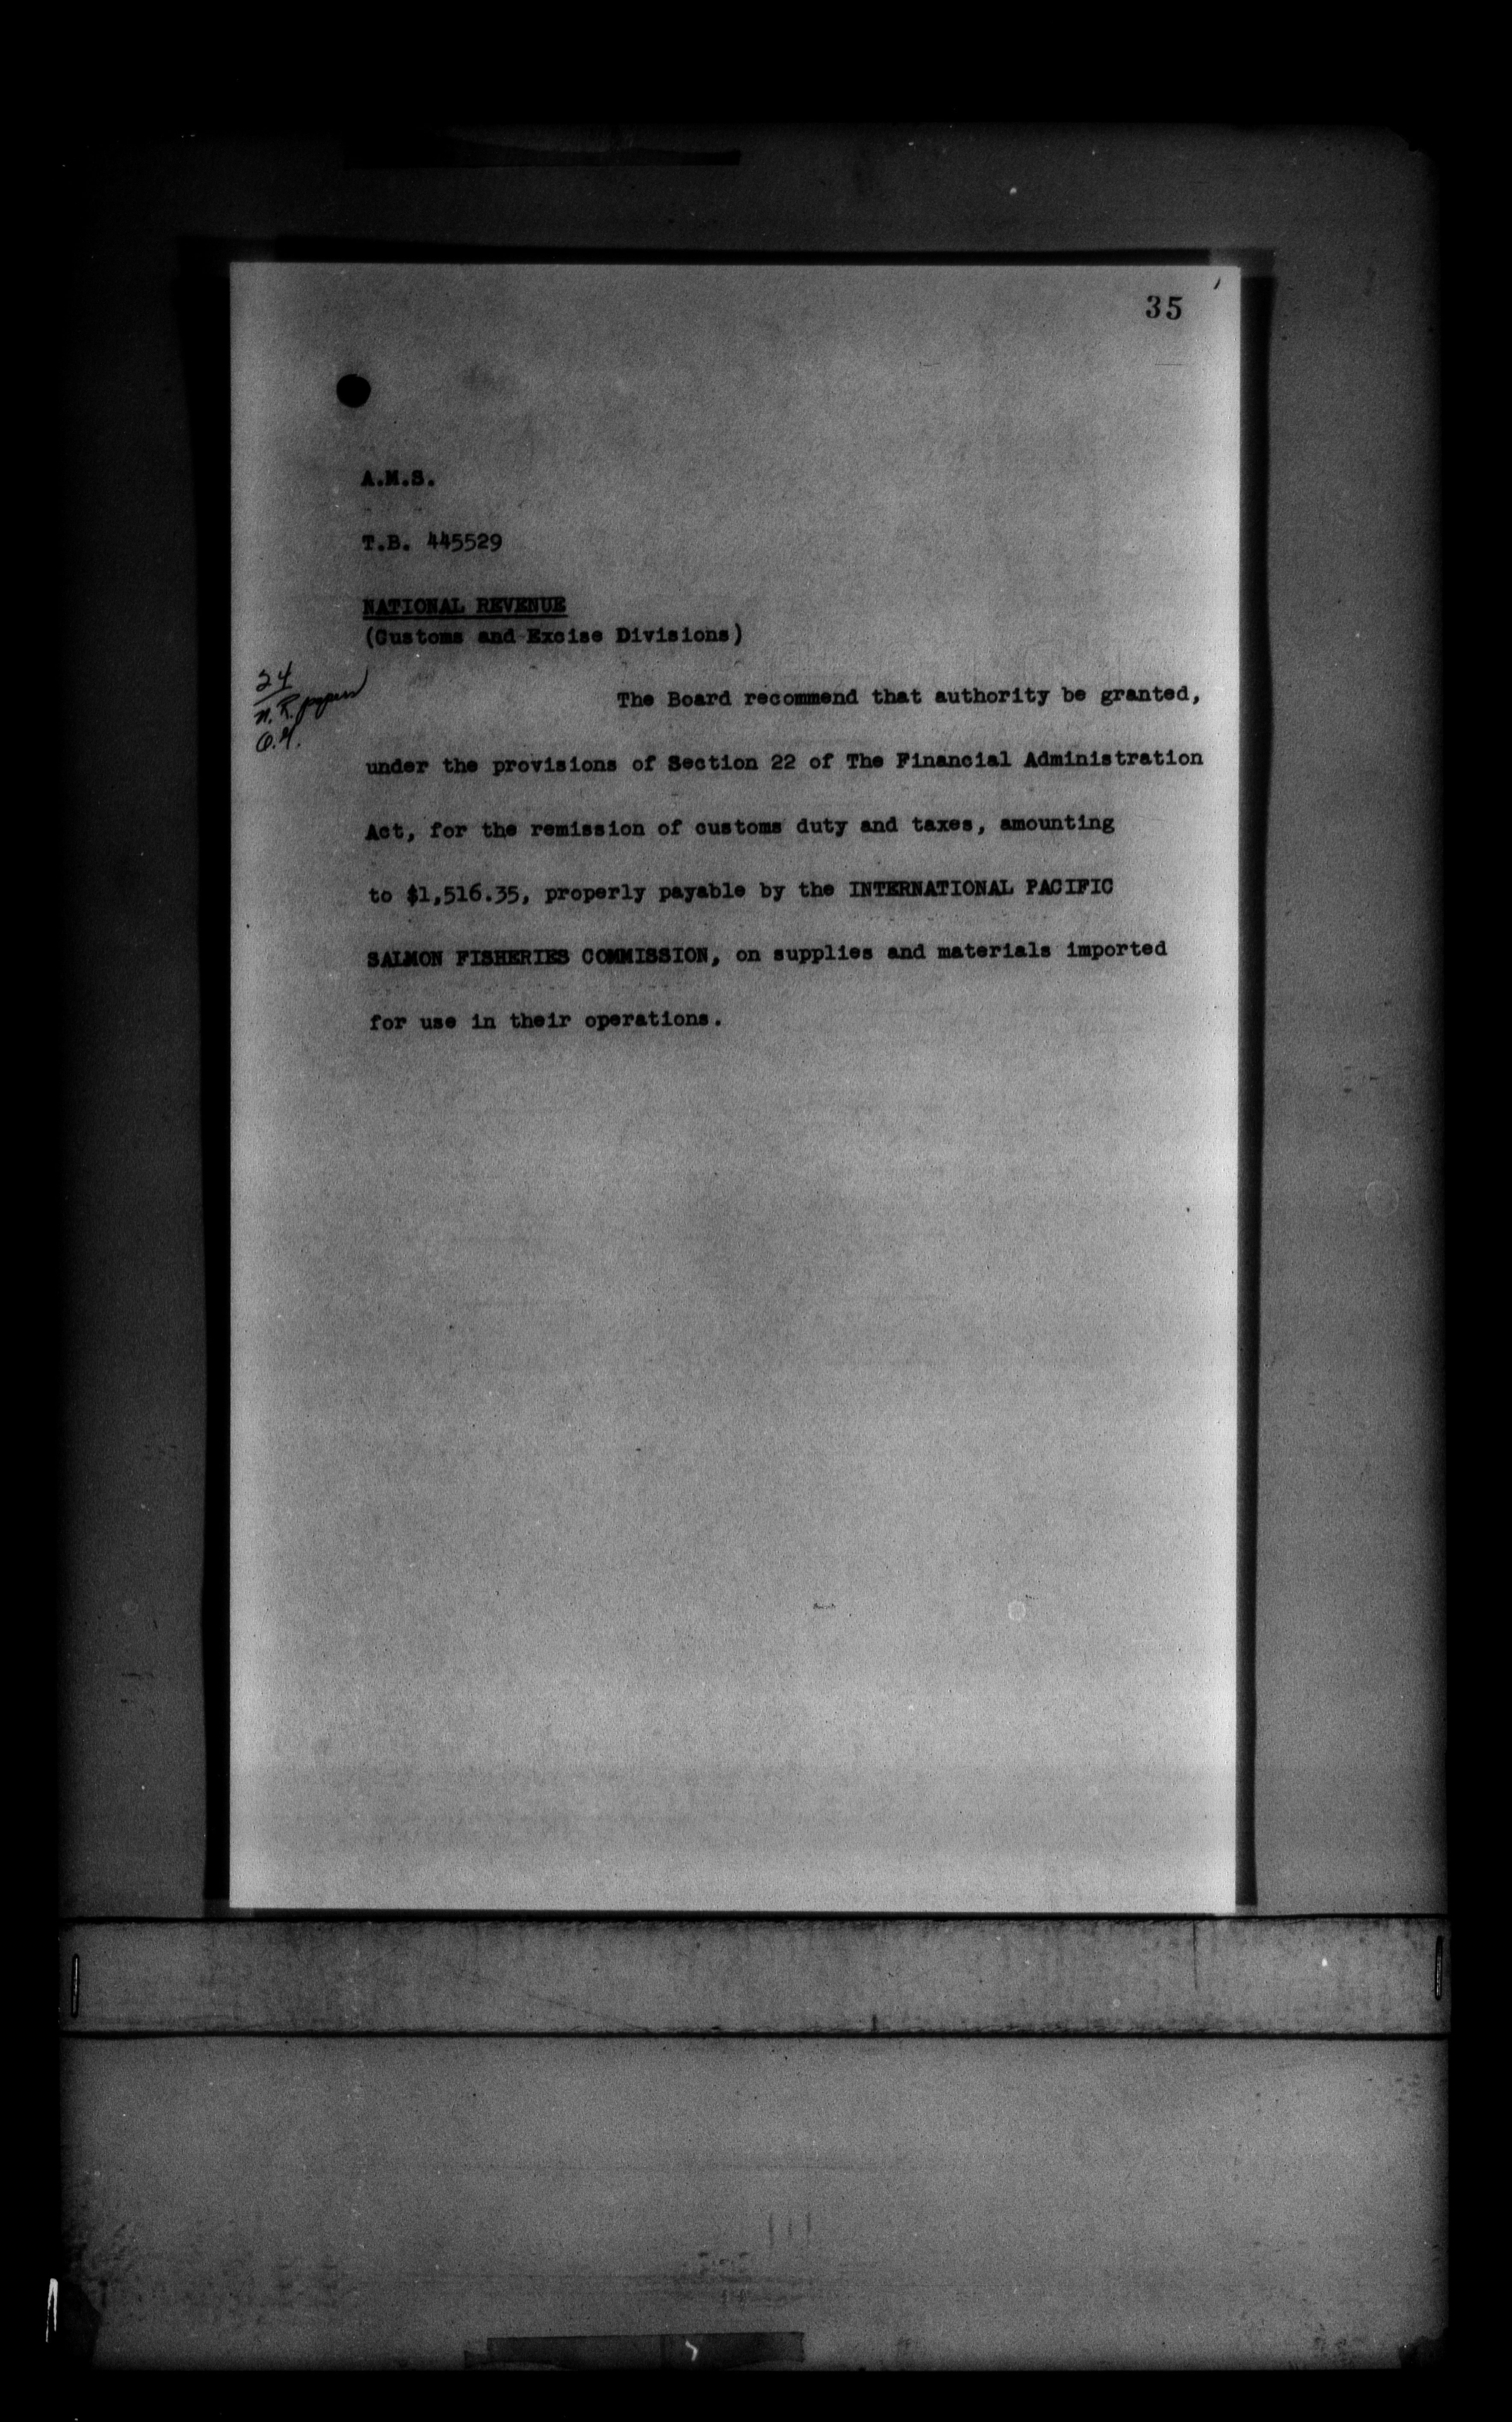 35
A.M.S.
T.B. 445529
NATIONAL REVENUE
(Customs and Excise Divisions)
24
N.R. papers
The Board recommend that authority be granted,
under the provisions of Section 22 of The Financial Administration
Act, for the remission of customs duty and taxes, amounting
to $1,516.35, properly payable by the INTERNATIONAL PACIFIC
SALMON FISHERIES COMMISSION, on supplies and materials imported
for use in their operations.